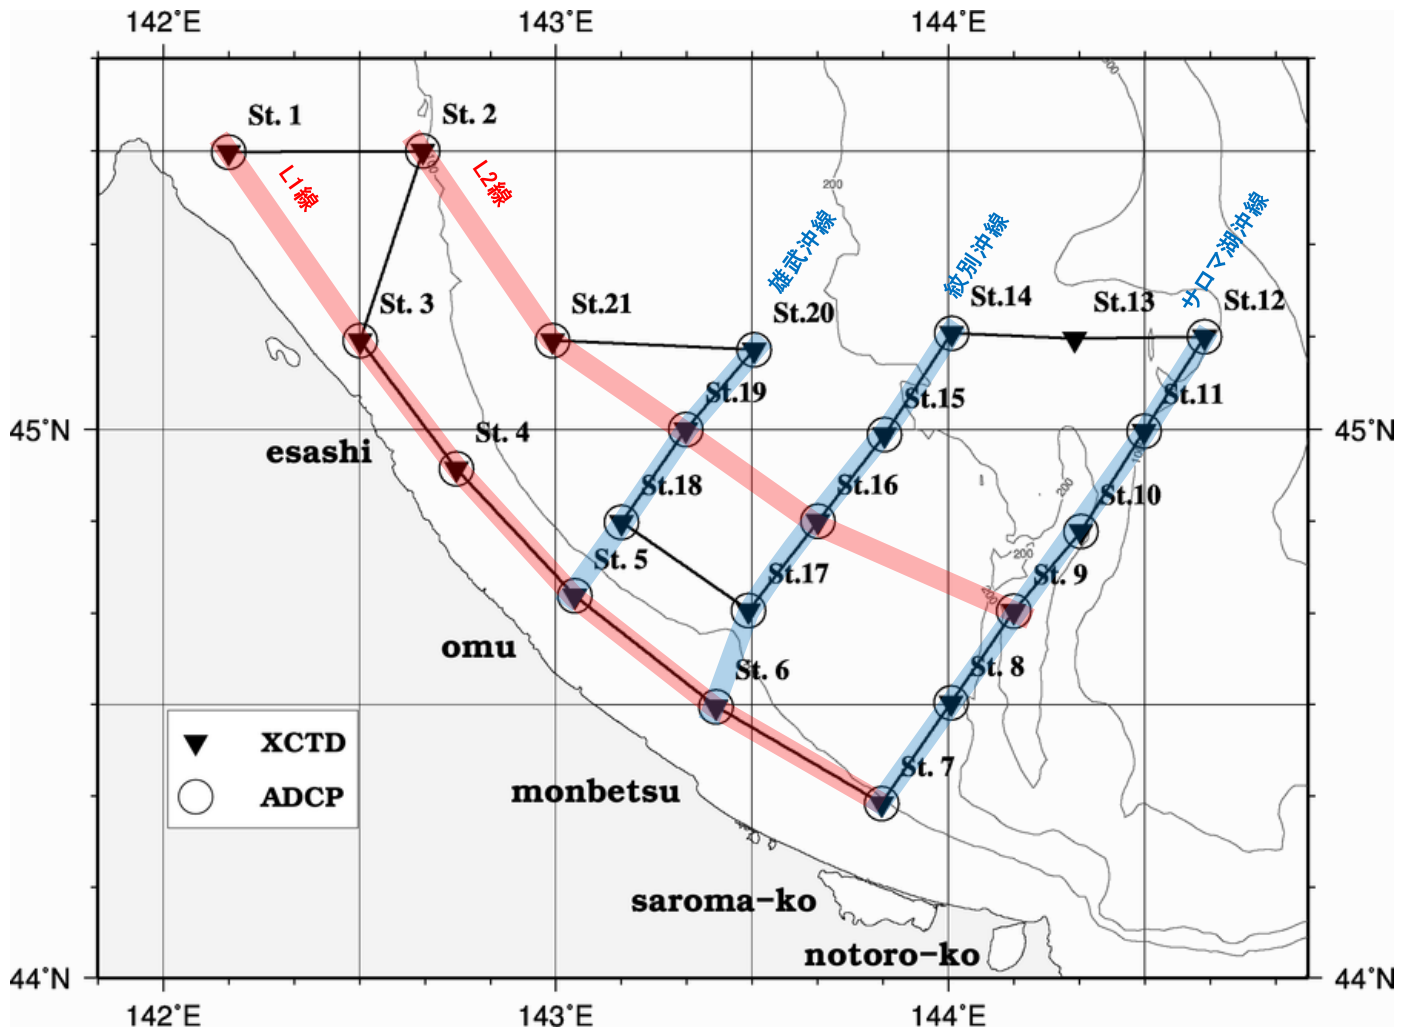 142°E 143°E 144°E
St. 1
St. 2
L1線
L2線
200
雄武沖線
紋別沖線
サロマ湖沖線
St. 3
St.21
St.20
St.14
St.13
St.12
St.19
St.15
St.11
45°N
45°N
esashi
St. 4
St.18
St.16
St.10
200
100
St. 5
St.17
200
St. 9
200
omu
St. 6
St. 8
XCTD
ADCP
monbetsu
St. 7
saroma-ko
notoro-ko
44°N
44°N
142°E 143°E 144°E